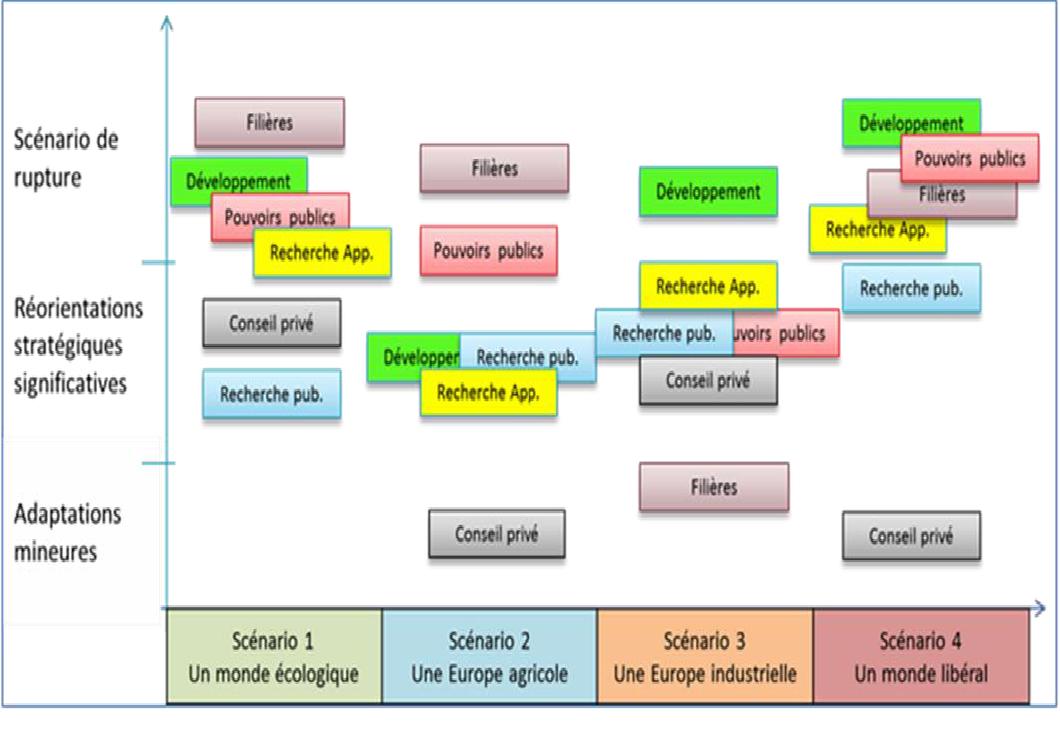 Scénario de
rupture
Réorientations
stratégiques
significatives
Adaptations
mineures
Filières
Développement
Pouvoirs publics
Recherche App.
Conseil privé
Recherche pub.
Filières
Pouvoirs publics
Développer
Recherche pub.
Recherche App.
Conseil privé
Développement
Recherche App.
Recherche pub.
uvoirs publics
Conseil privé
Filières
Développement
Pouvoirs publics
Filières
Recherche App.
Recherche pub.
Conseil privé
Scénario 1
Un monde écologique
Scénario 2
Une Europe agricole
Scénario 3
Une Europe industrielle
Scénario 4
Un monde libéral